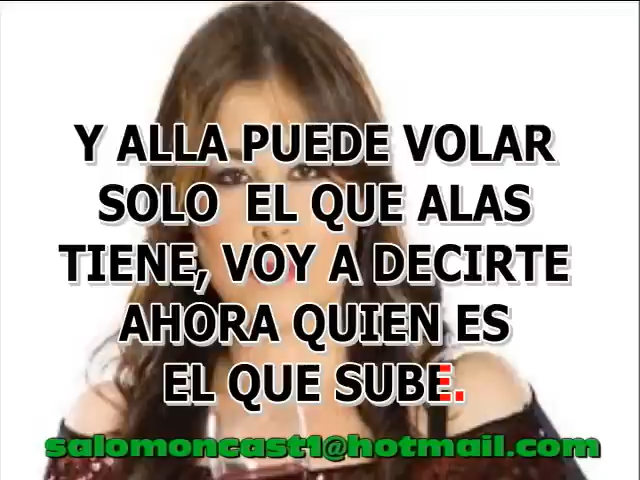 Y ALLA PUEDE VOLAR
SOLO EL QUE ALAS
TIENE, VOY A DECIRTE
AHORA QUIEN ES
EL QUE SUBE.
salomoncast1@hotmail.com